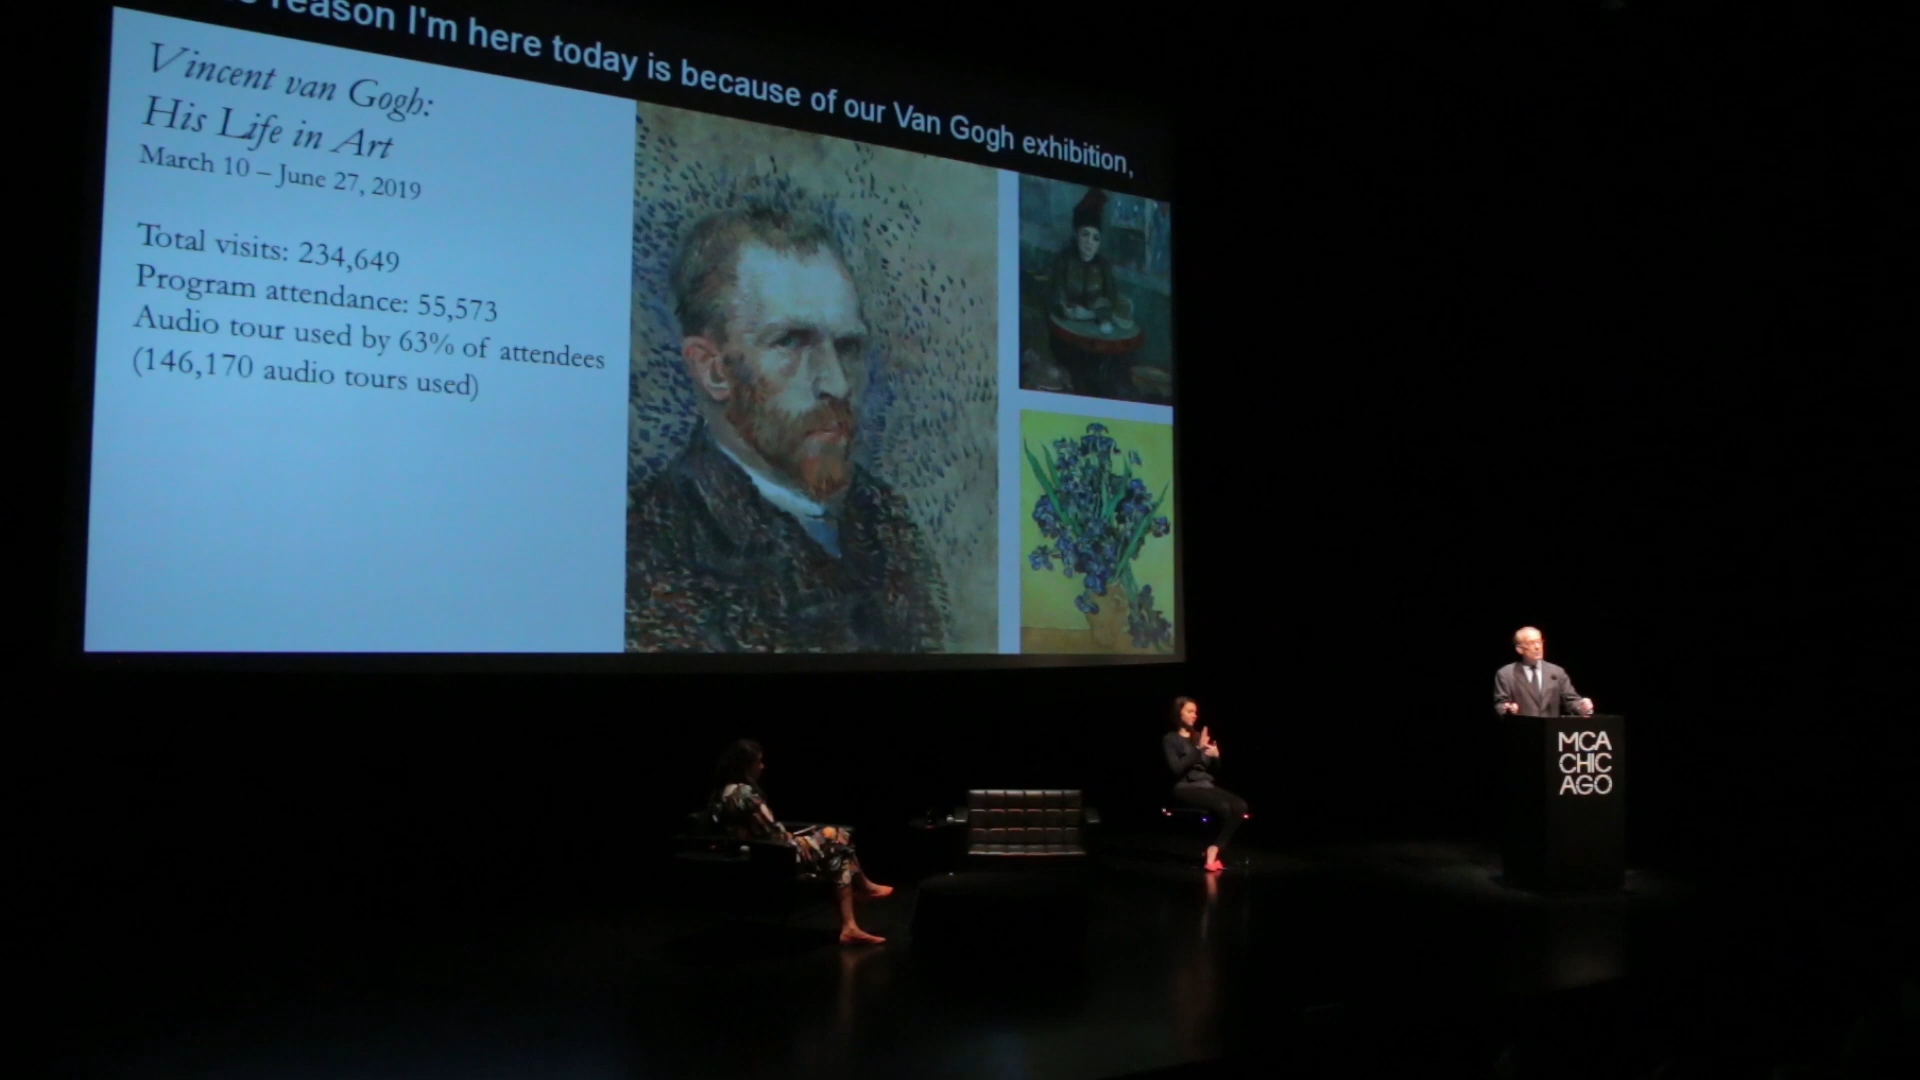 reason I'm here today is because of our Van Gogh exhibition,
Vincent van Gogh:
His Life in Art
March 10 – June 27, 2019
Total visits: 234,649
Program attendance: 55,573
Audio tour used by 63% of attendees
(146,170 audio tours used)
MCA
CHIC
AGO